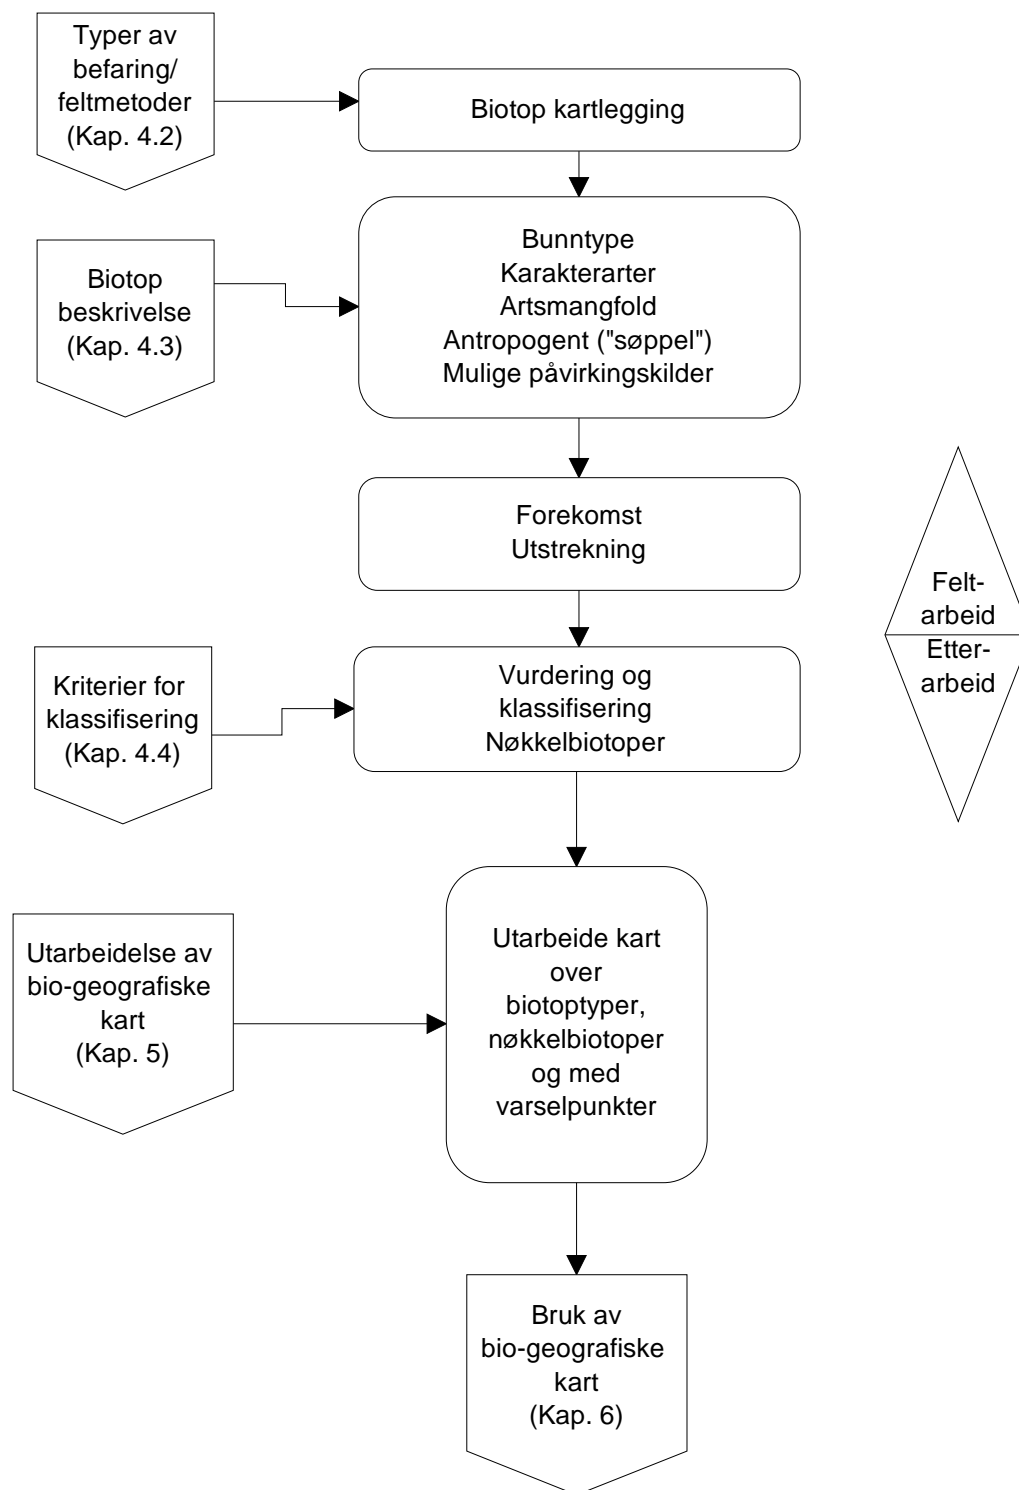 Typer av
befaring/
feltmetoder
(Kap. 4.2)
Biotop kartlegging
Biotop
beskrivelse
(Kap. 4.3)
Bunntype
Karakterarter
Artsmangfold
Antropogent ("søppel")
Mulige påvirkingskilder
Forekomst
Utstrekning
Felt-
arbeid
Etter-
arbeid
Kriterier for
klassifisering
(Kap. 4.4)
Vurdering og
klassifisering
Nøkkelbiotoper
Utarbeidelse av
bio-geografiske
kart
(Kap. 5)
Utarbeide kart
over
biotoptyper,
nøkkelbiotoper
og med
varselpunkter
Bruk av
bio-geografiske
kart
(Kap. 6)